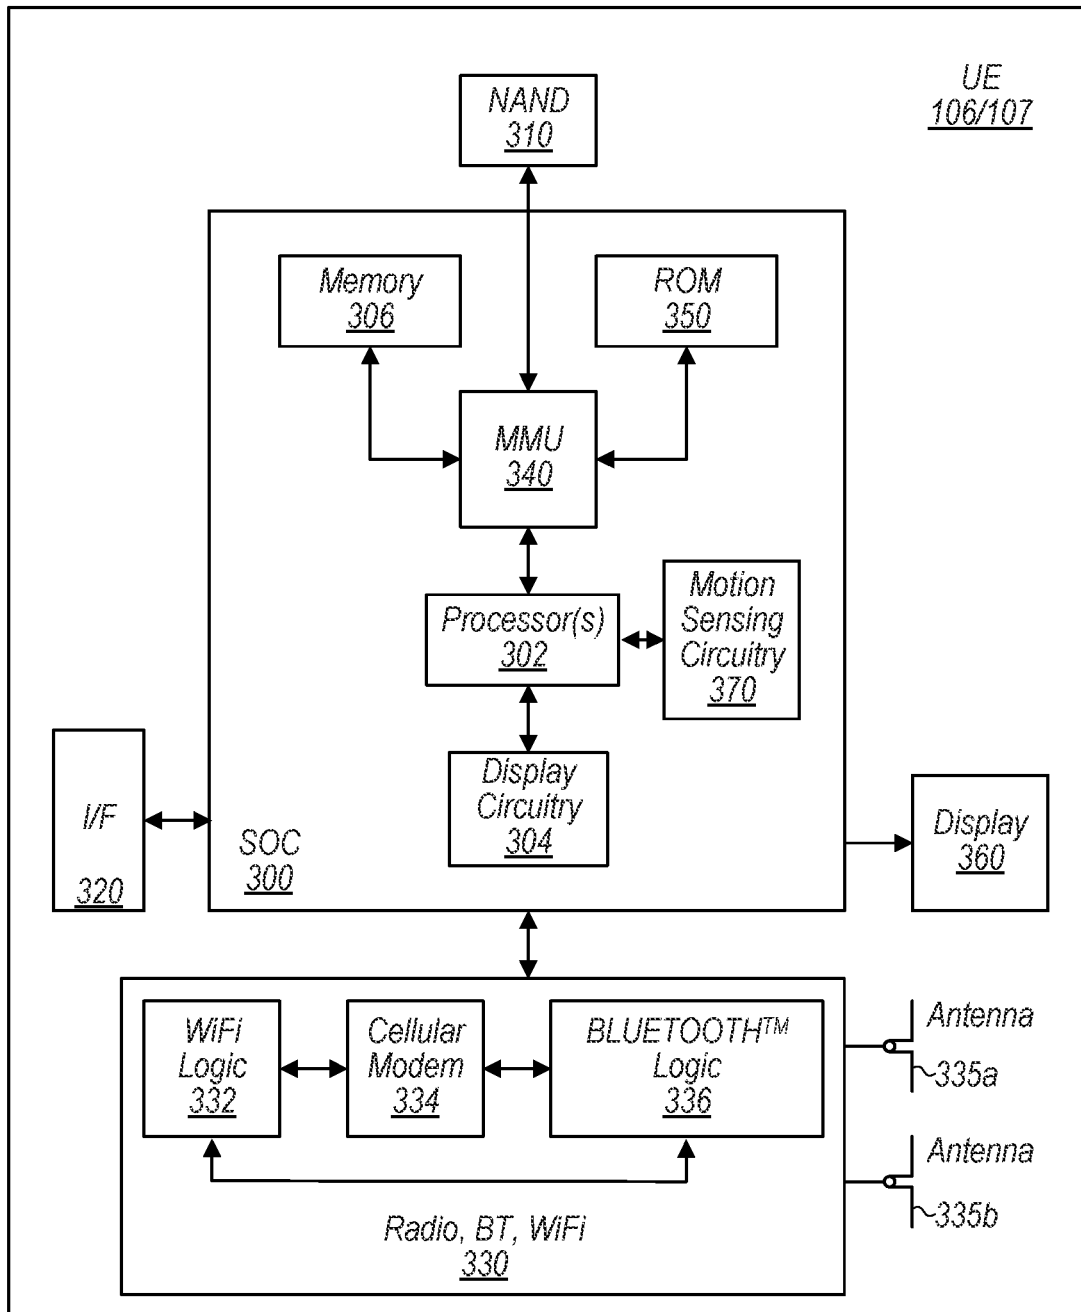 UE
106/107
NAND
310
Memory
306
ROM
350
MMU
340
Processor(s)
302
Motion
Sensing
Circuitry
370
Display
Circuitry
304
I/F
320
SOC
300
Display
360
WiFi
Logic
332
Cellular
Modem
334
BLUETOOTH™
Logic
336
Antenna
335a
Antenna
335b
Radio, BT, WiFi
330